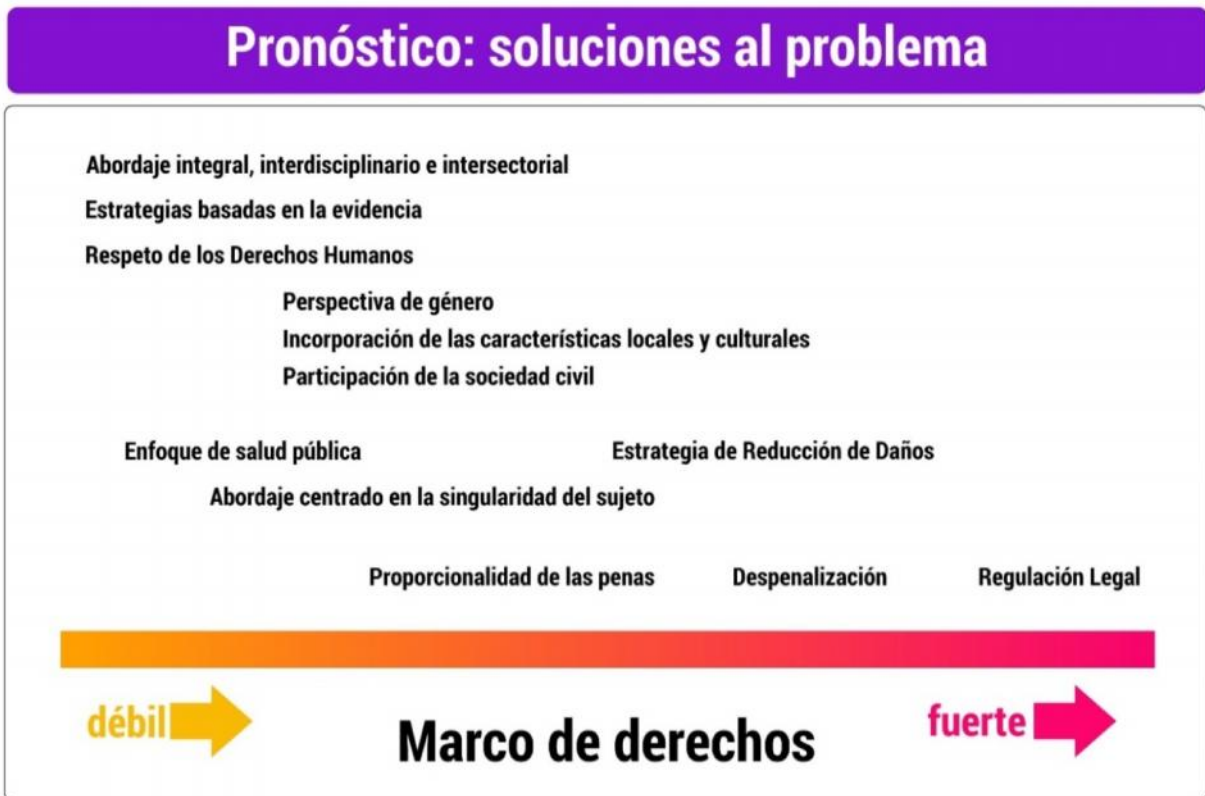 Pronóstico: soluciones al problema
Abordaje integral, interdisciplinario e intersectorial
Estrategias basadas en la evidencia
Respeto de los Derechos Humanos
Perspectiva de género
Incorporación de las características locales y culturales
Participación de la sociedad civil
Enfoque de salud pública
Estrategia de Reducción de Daños
Abordaje centrado en la singularidad del sujeto
Proporcionalidad de las penas
Despenalización
Regulación Legal
débil
Marco de derechos
fuerte